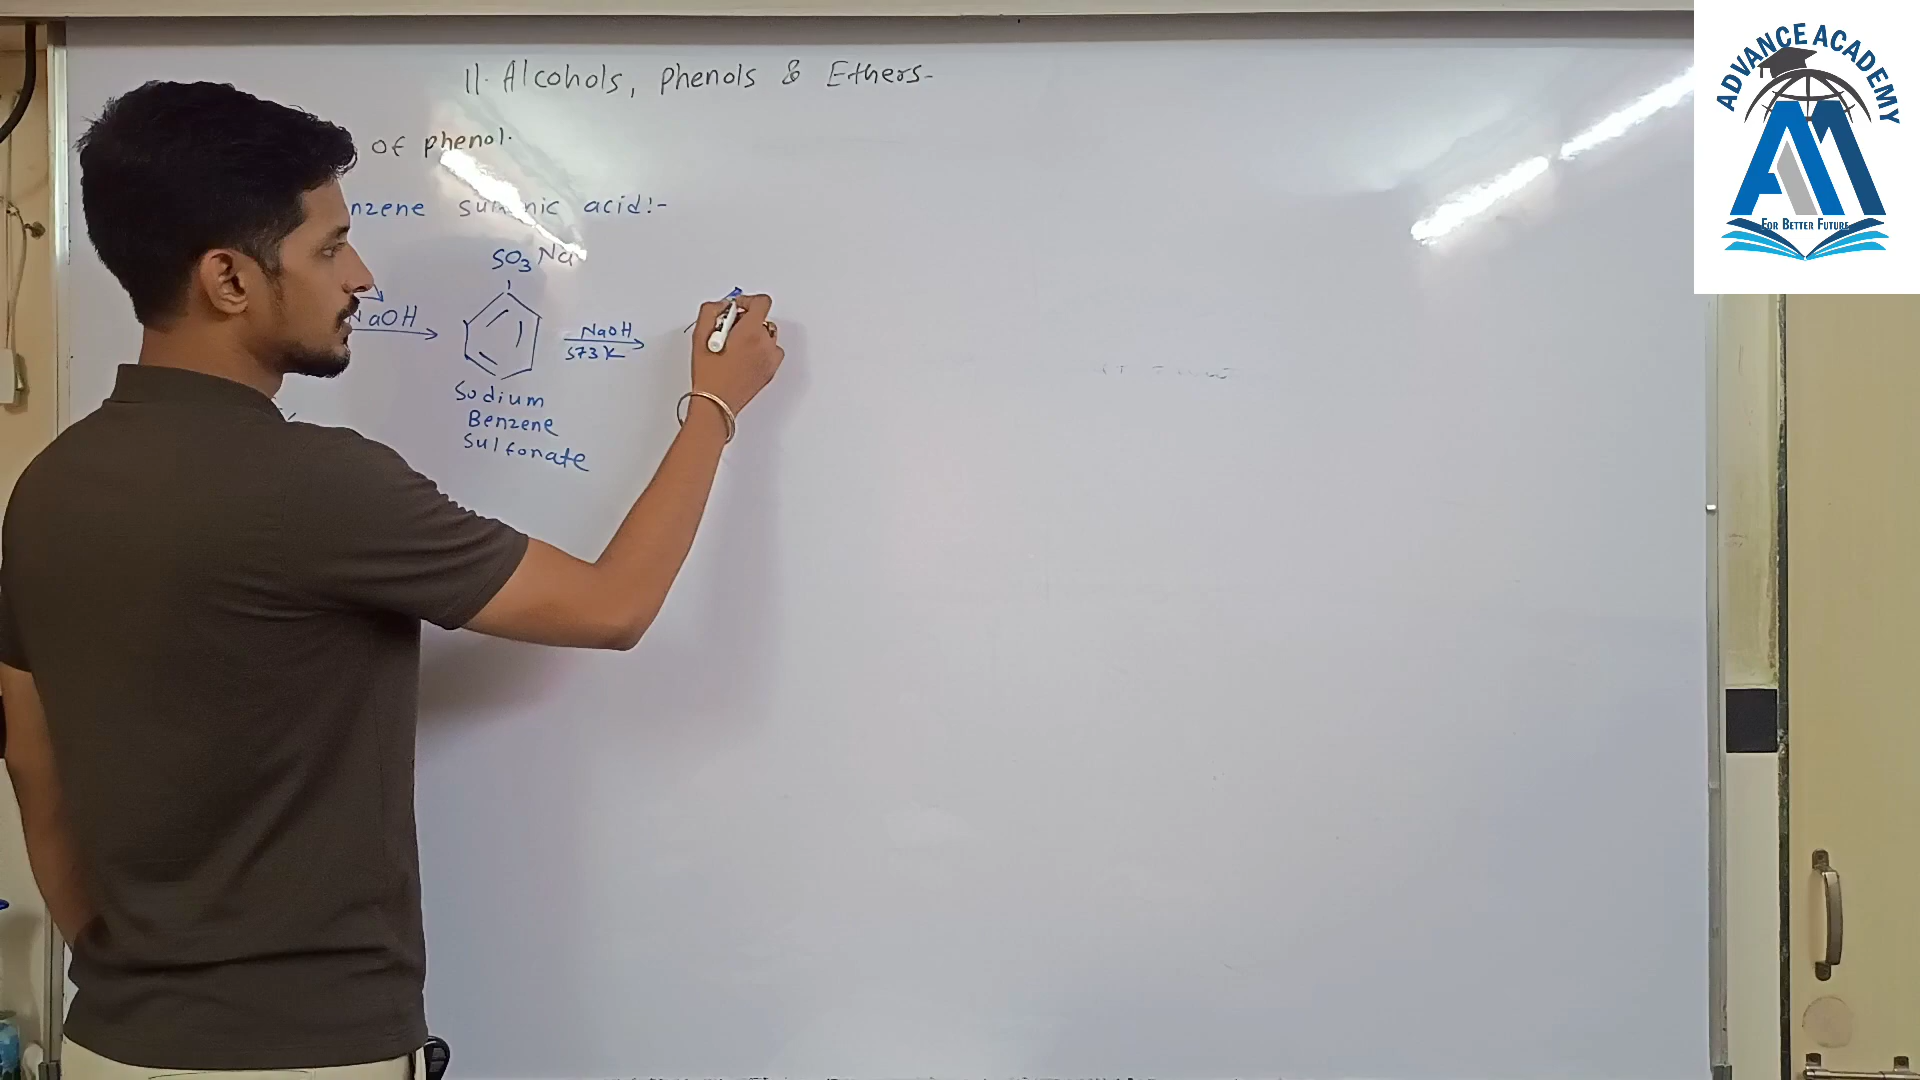 11. Alcohols, Phenols & Ethers-
of phenol.
nzene acid:-
SO3 Na
NaOH
NaOH
573 K
Sodium
Benzene
Sulfonate
ADVANCE ACADEMY
FOR BETTER FUTURE